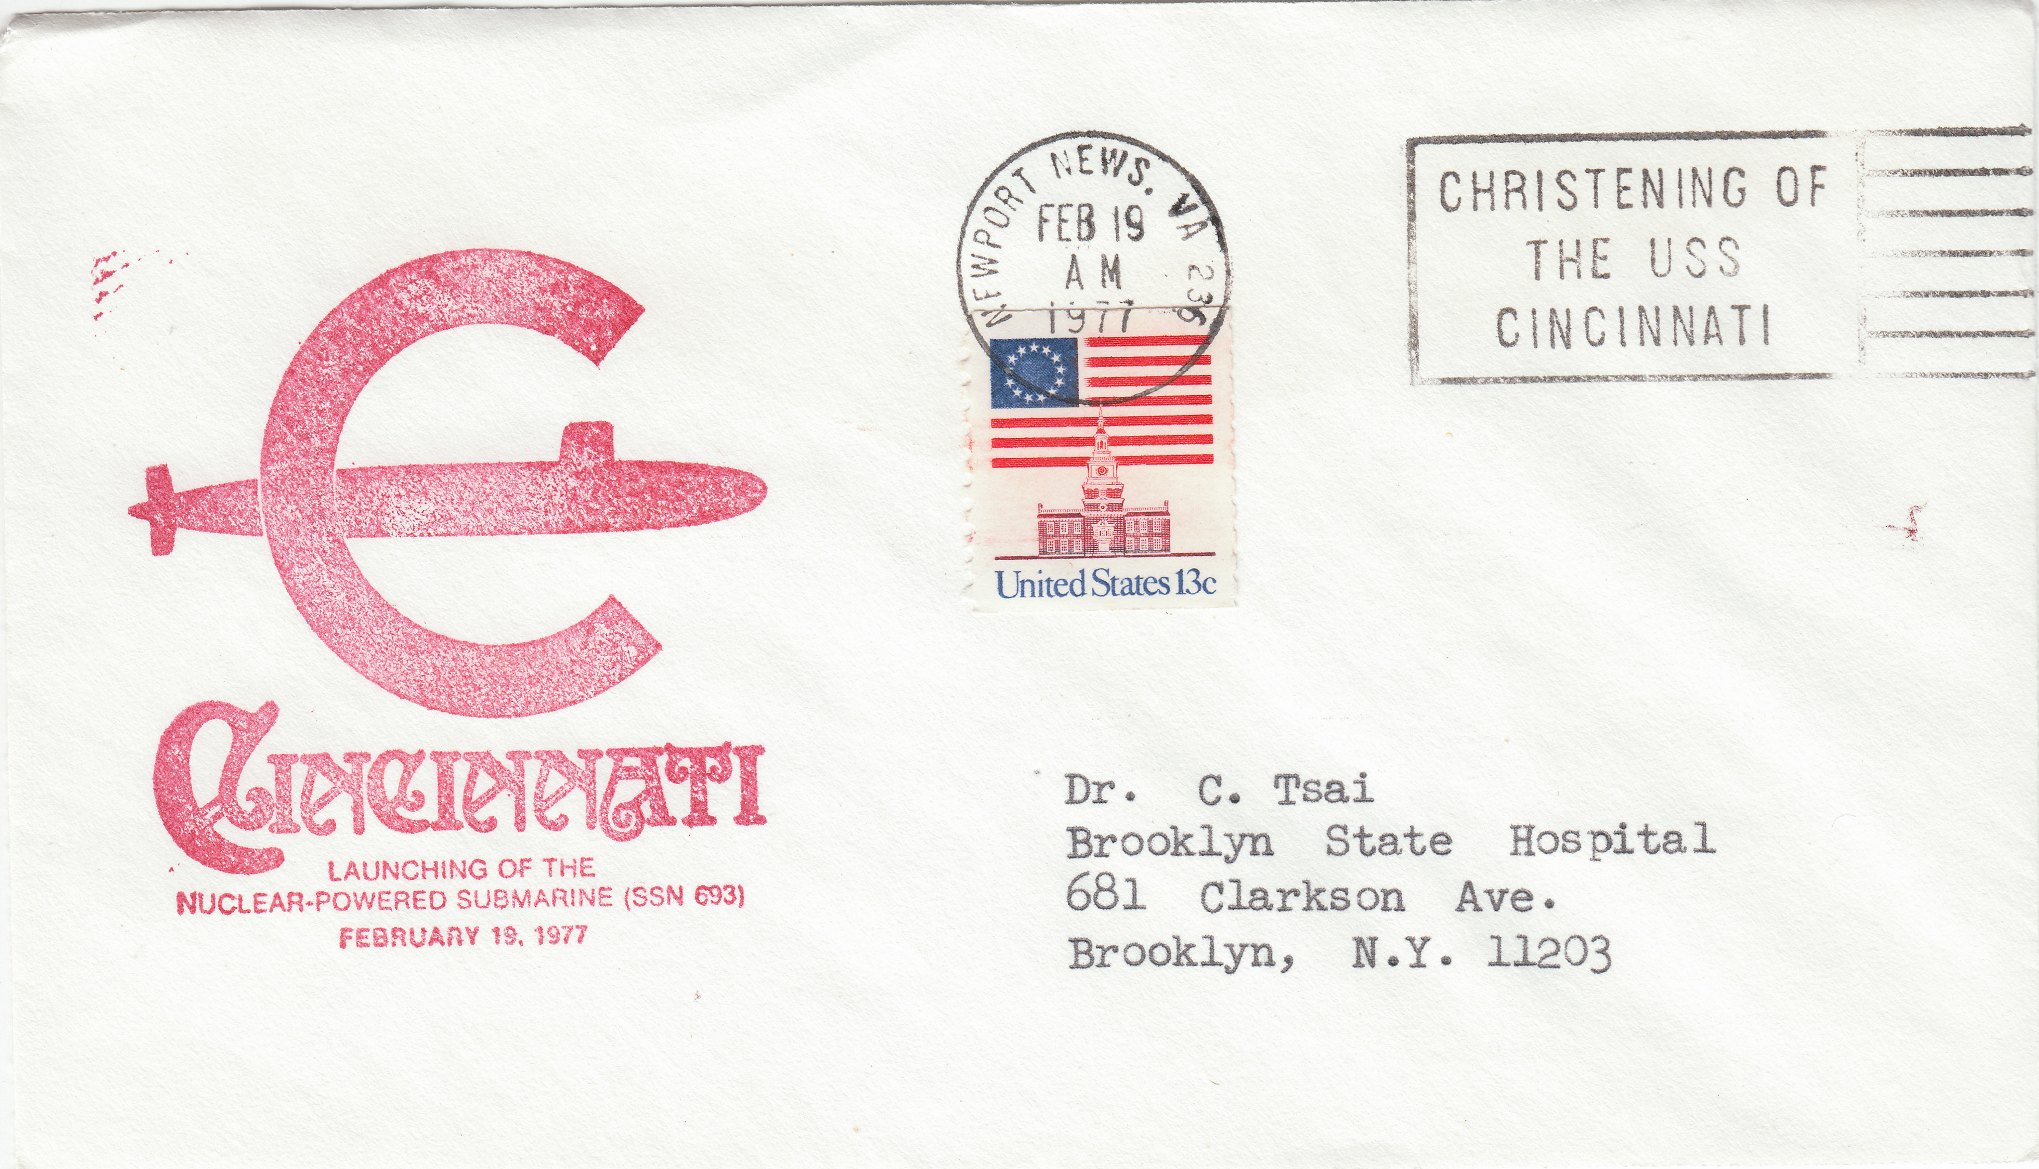 NEWPORT NEWS. VA 236
FEB 19
AM
1977
CHRISTENING OF
THE USS
CINCINNATI
United States 13c
CINCINNATI
LAUNCHING OF THE
NUCLEAR-POWERED SUBMARINE (SSN 693)
FEBRUARY 19, 1977
Dr. C. Tsai
Brooklyn State Hospital
681 Clarkson Ave.
Brooklyn, N.Y. 11203